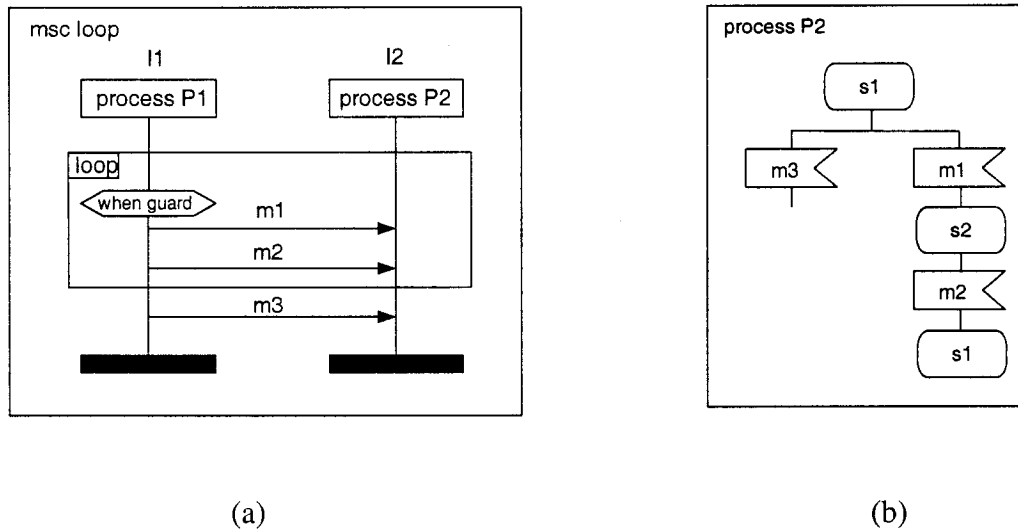 msc loop
I1
I2
process P1
process P2
loop
when guard
m1
m2
m3
(a)
process P2
s1
m3
m1
s2
m2
s1
(b)